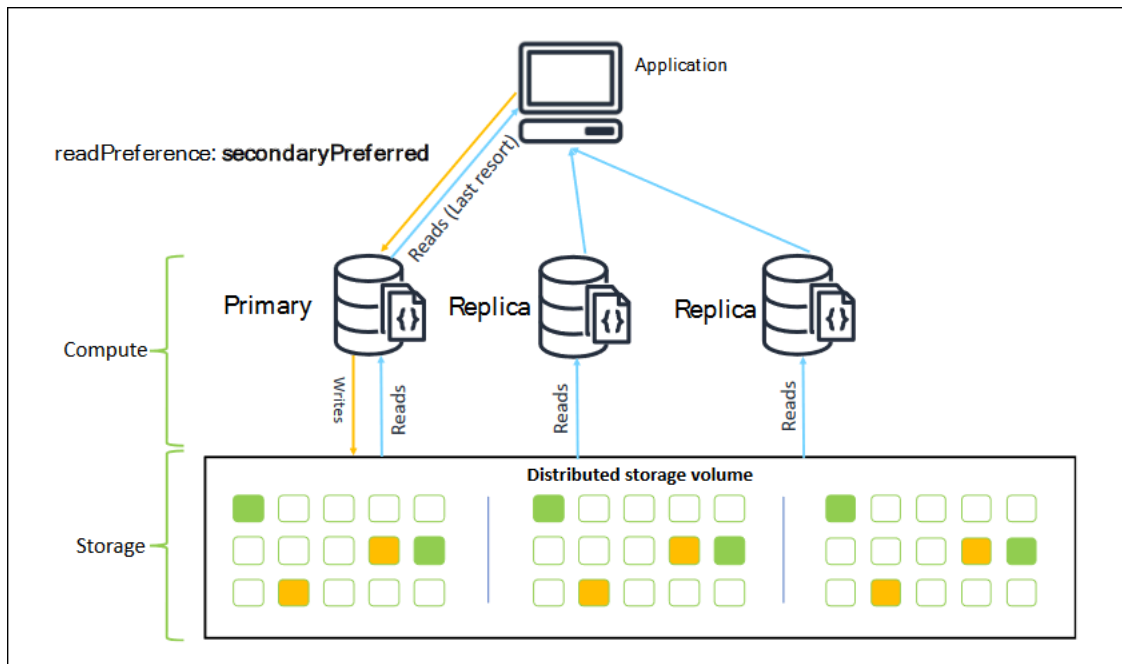 Application
readPreference: secondaryPreferred
Reads (Last resort)
Primary
Replica
Replica
Compute
Writes
Reads
Reads
Reads
Distributed storage volume
Storage